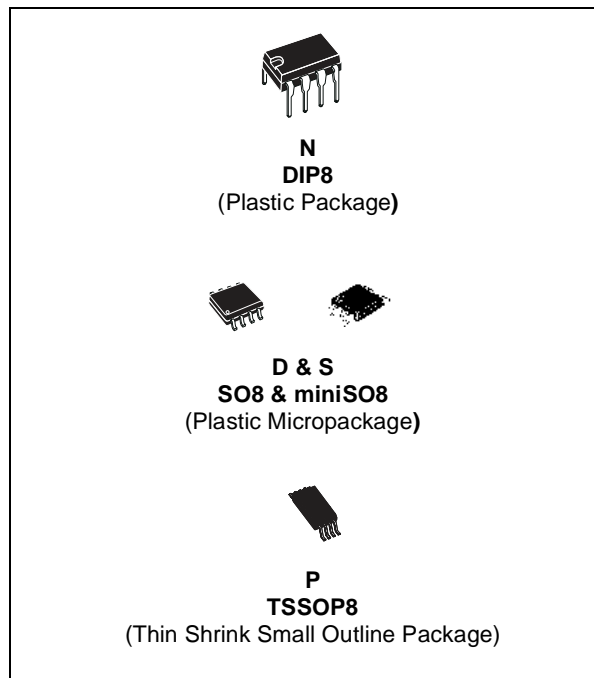 N
DIP8
(Plastic Package)
D & S
SO8 & miniSO8
(Plastic Micropackage)
P
TSSOP8
(Thin Shrink Small Outline Package)